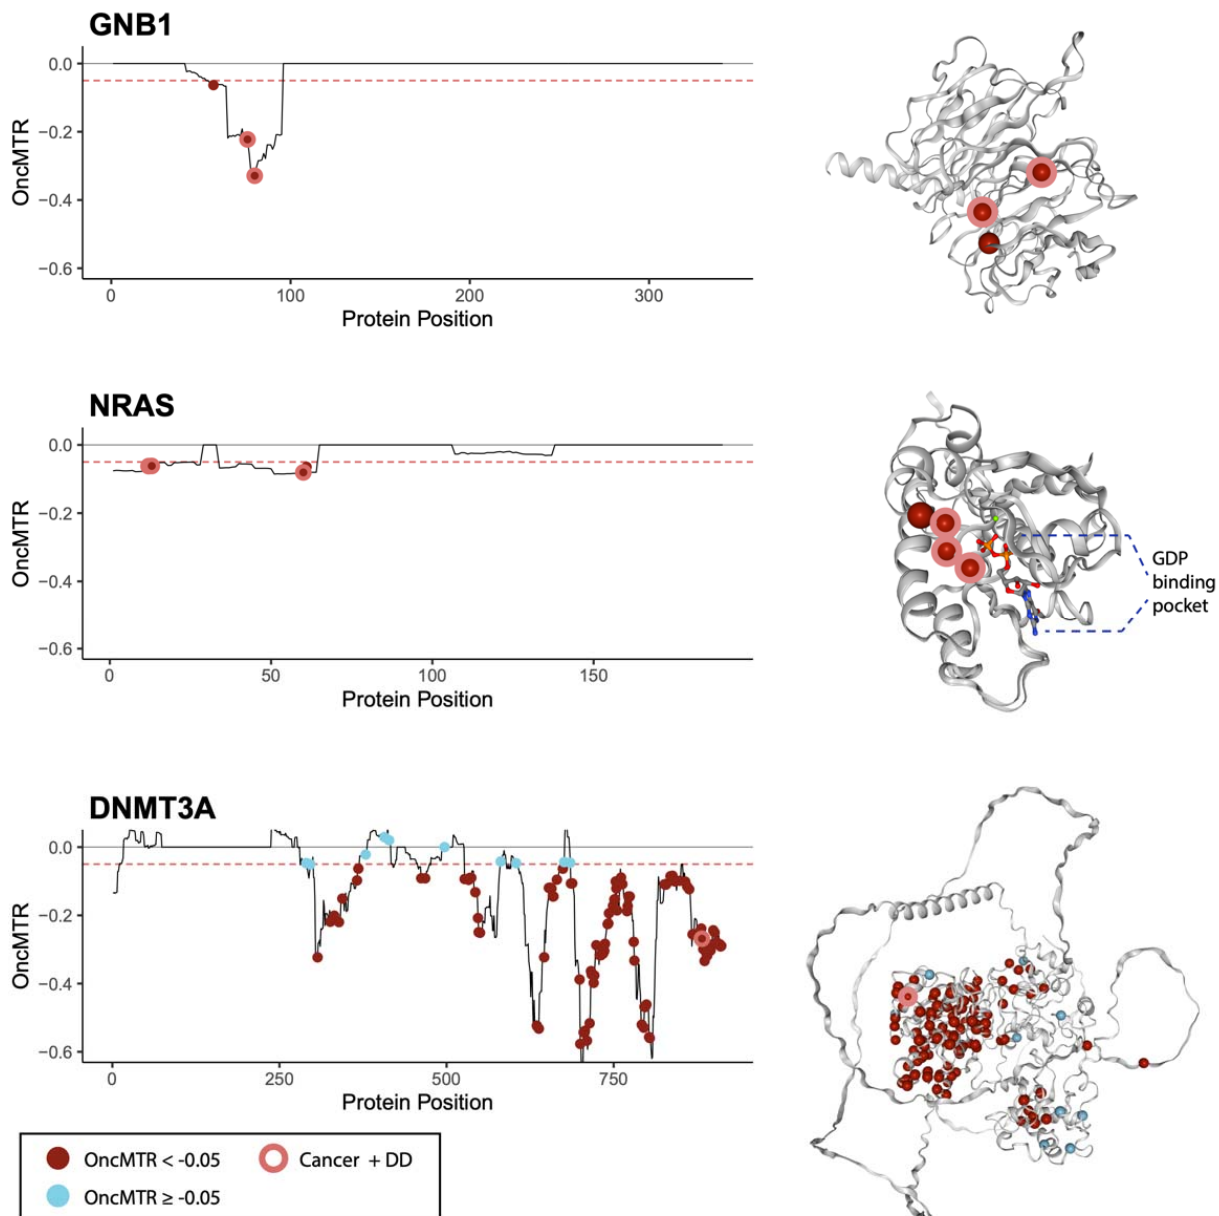 GNB1
0.0
−0.2
−0.4
−0.6
OncMTR
0
100
200
300
Protein Position
NRAS
0.0
−0.2
−0.4
−0.6
OncMTR
0
50
100
150
Protein Position
GDP
binding
pocket
DNMT3A
0.0
−0.2
−0.4
−0.6
OncMTR
0
250
500
750
Protein Position
OncMTR < -0.05
Cancer + DD
OncMTR ≥ -0.05